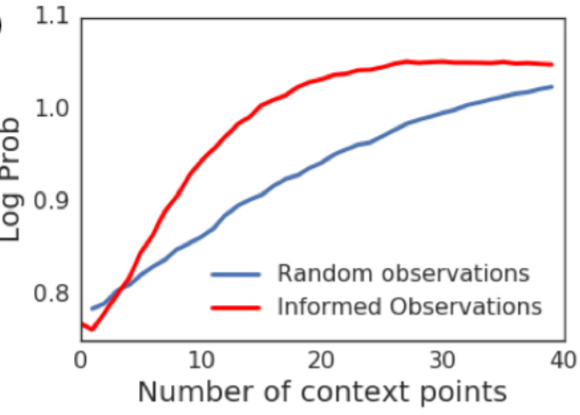 )
1.1
1.0
0.9
0.8
Log Prob
Random observations
Informed Observations
0 10 20 30 40
Number of context points